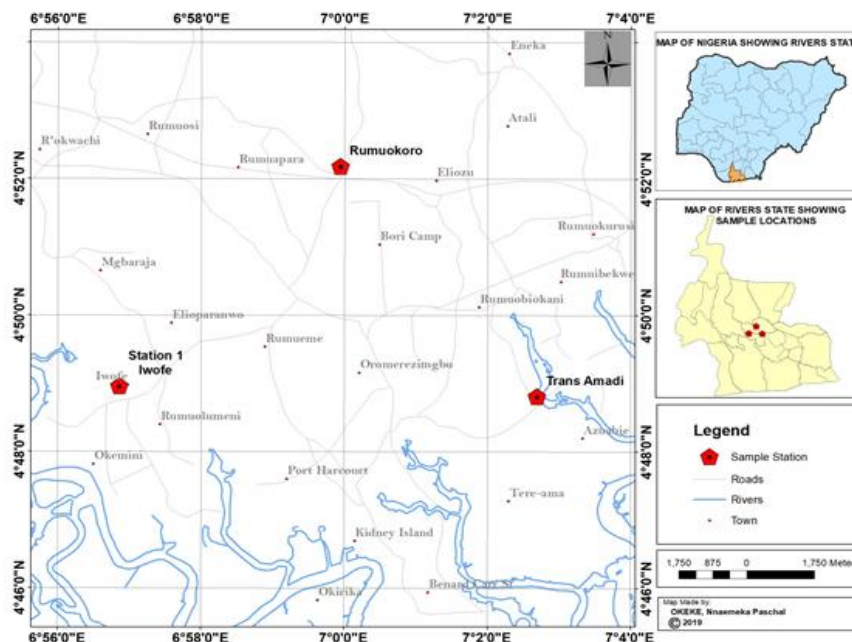 6°56'0"E 6°58'0"E 7°0'0"E 7°2'0"E 7°4'0"E
N
Eneka
Atali
Rumuosi
R'okwachi
Rumuapara
Rumuokoro
Eliozu
4°52'0"N
4°52'0"N
Rumuokurusi
Bori Camp
Mgbaraja
Rumnibekwe
Rumuobiokani
Elioparanwo
4°50'0"N
4°50'0"N
Rumueme
Oromerezimgbu
Station 1
Iwofe
Iwofe
Trans Amadi
Rumuolumeni
Azuabie
4°48'0"N
4°48'0"N
Okemini
Port Harcourt
Tere-ama
Kidney Island
4°46'0"N
4°46'0"N
Okirika
6°56'0"E 6°58'0"E 7°0'0"E 7°2'0"E 7°4'0"E
MAP OF NIGERIA SHOWING RIVERS STAT
MAP OF RIVERS STATE SHOWING
SAMPLE LOCATIONS
Legend
Sample Station
Roads
Rivers
Town
1,750 875 0 1,750 Mete
Map Made by:
OKEKE, Nnaemeka Paschal
© 2019